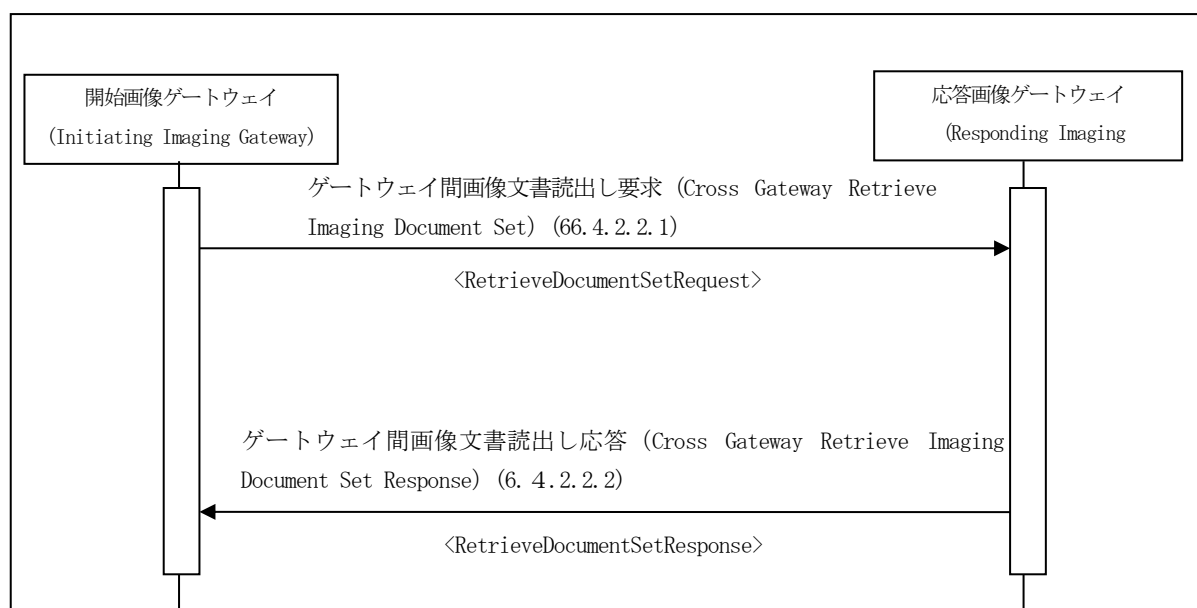 開始画像ゲートウェイ
(Initiating Imaging Gateway)
応答画像ゲートウェイ
(Responding Imaging
ゲートウェイ間画像文書読出し要求 (Cross Gateway Retrieve
Imaging Document Set) (66.4.2.2.1)
<RetrieveDocumentSetRequest>
ゲートウェイ間画像文書読出し応答 (Cross Gateway Retrieve Imaging
Document Set Response) (6.４.2.2.2)
<RetrieveDocumentSetResponse>